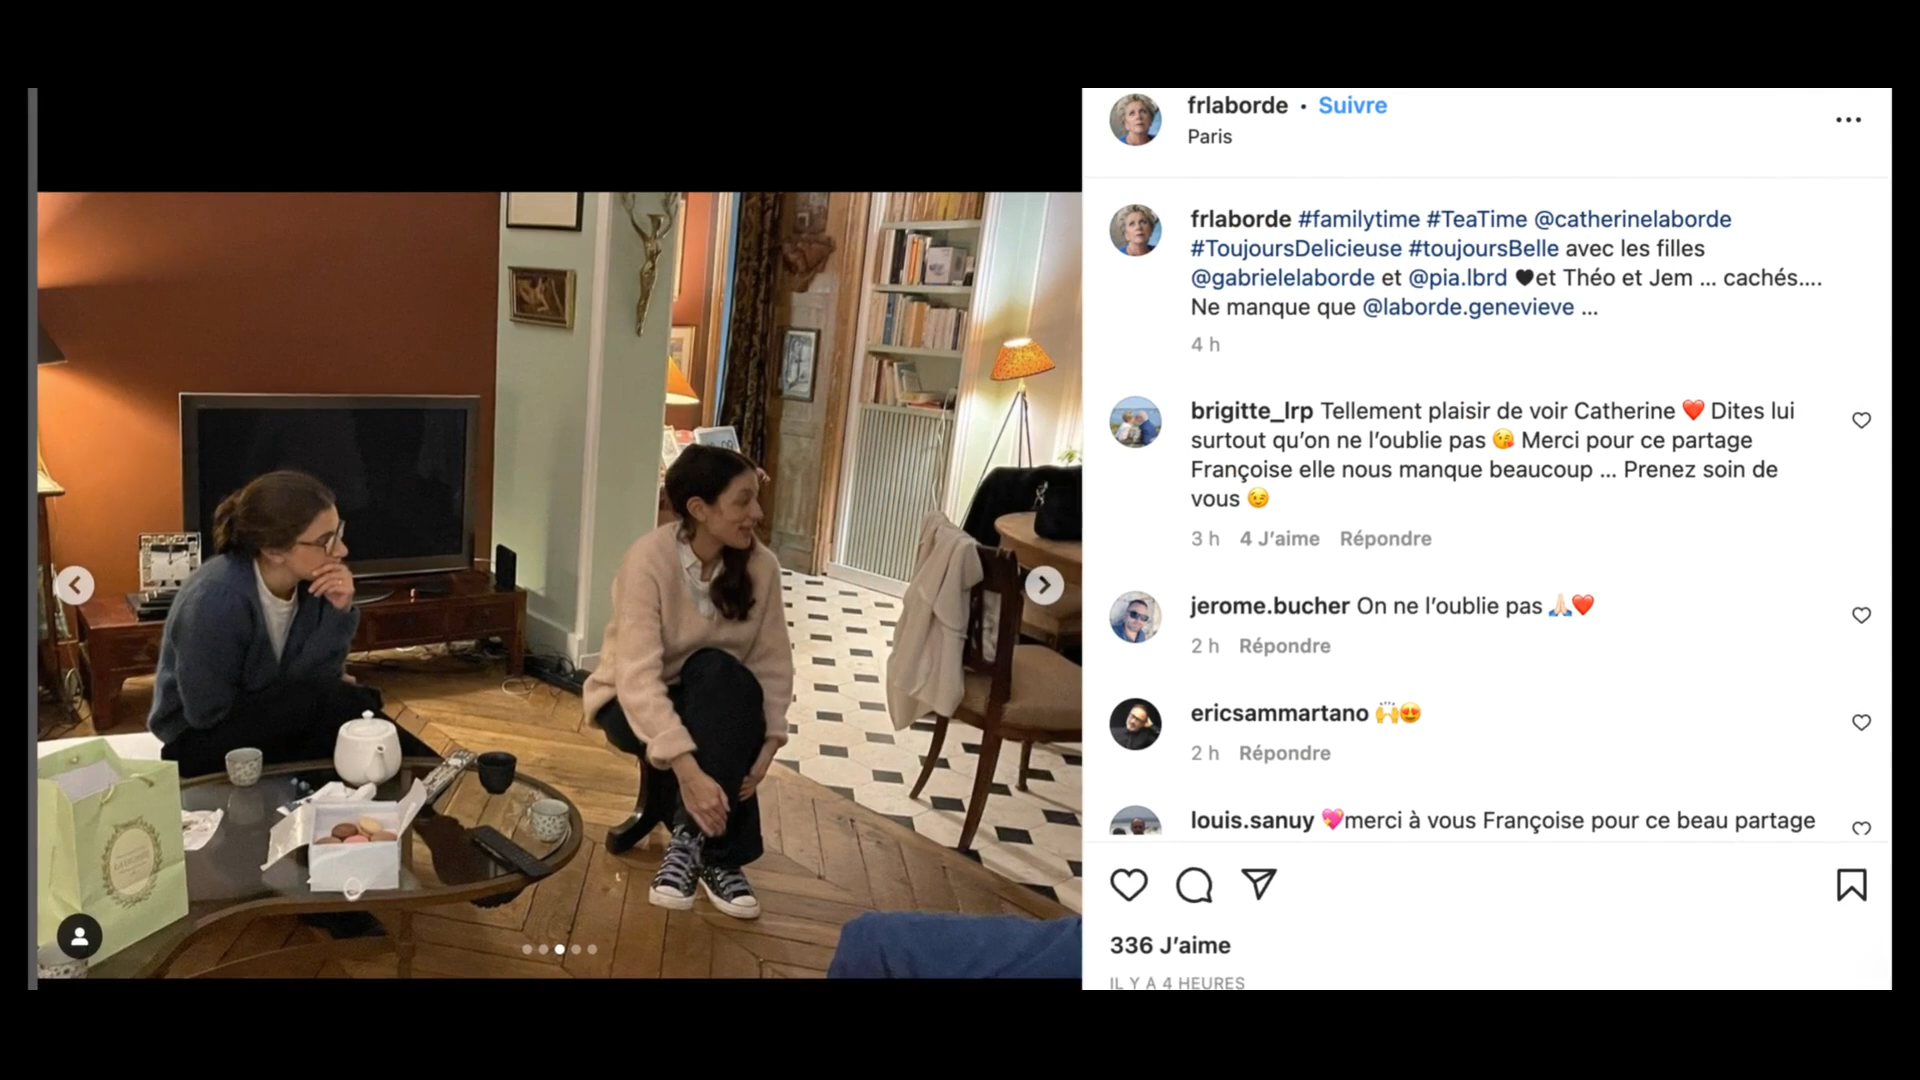 frlaborde • Suivre
Paris
frlaborde #familytime #TeaTime @catherinelaborde
#ToujoursDelicieuse #toujoursBelle avec les filles
@gabrielelaborde et @pia.lbrd 🖤et Théo et Jem ... cachés....
Ne manque que @laborde.genevieve ...
4 h
brigitte_lrp Tellement plaisir de voir Catherine ❤️ Dites lui
surtout qu'on ne l'oublie pas 😘 Merci pour ce partage
Françoise elle nous manque beaucoup ... Prenez soin de
vous 😉
3 h 4 J'aime Répondre
jerome.bucher On ne l'oublie pas 🙏🏻❤️
2 h Répondre
ericsammartano 🙌😍
2 h Répondre
louis.sanuy 💖merci à vous Françoise pour ce beau partage
336 J'aime
IL Y A 4 HEURES